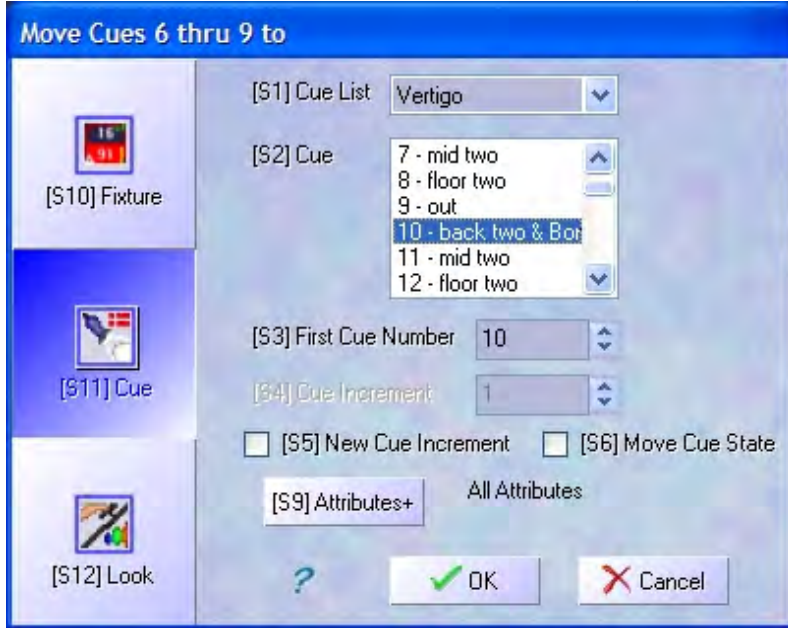 Move Cues 6 thru 9 to
[S10] Fixture
[S11] Cue
[S12] Look
[S1] Cue List Vertigo
[S2] Cue
7 - mid two
8 - floor two
9 - out
10 - back two & Bor
11 - mid two
12 - floor two
[S3] First Cue Number 10
[S4] Cue Increment 1
[S5] New Cue Increment [S6] Move Cue State
[S9] Attributes+ All Attributes
? OK Cancel